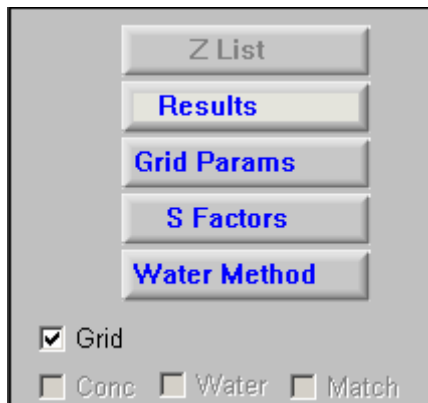 Z List
Results
Grid Params
S Factors
Water Method
Grid
Conc Water Match